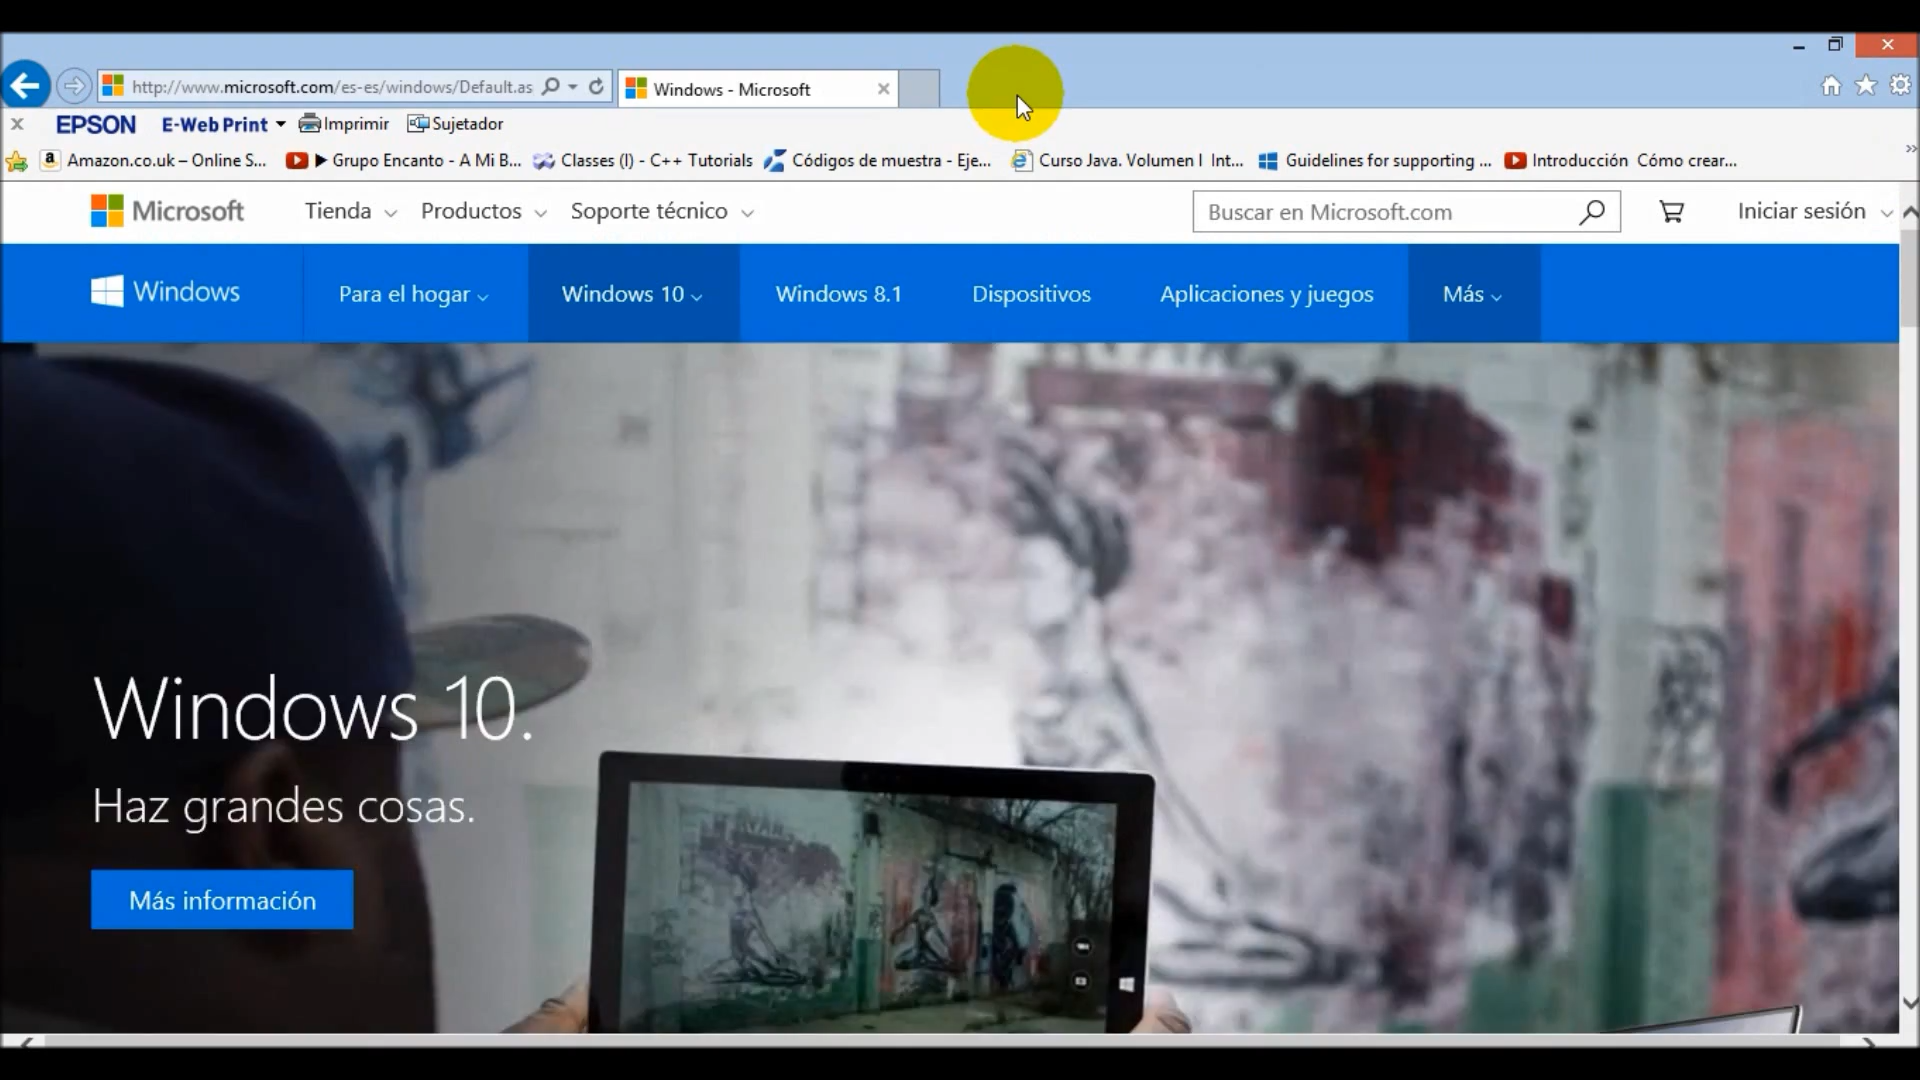 http://www.microsoft.com/es-es/windows/Default.as
Windows - Microsoft
EPSON E-Web Print Imprimir Sujetador
Amazon.co.uk – Online S... ▶ Grupo Encanto - A Mi B... Classes (I) - C++ Tutorials Códigos de muestra - Eje... Curso Java. Volumen I Int... Guidelines for supporting ... Introducción Cómo crear...
Microsoft Tienda Productos Soporte técnico Buscar en Microsoft.com Iniciar sesión
Windows Para el hogar Windows 10 Windows 8.1 Dispositivos Aplicaciones y juegos Más
Windows 10.
Haz grandes cosas.
Más información